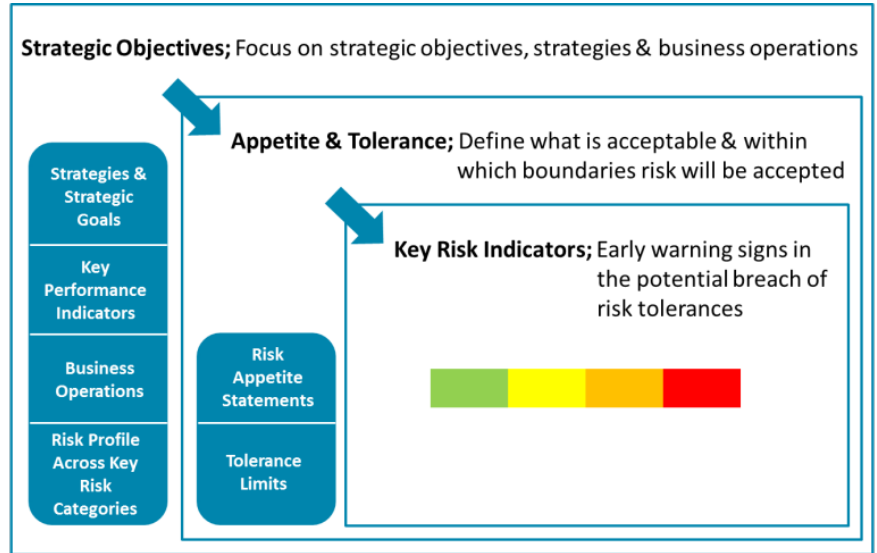 Strategic Objectives; Focus on strategic objectives, strategies & business operations
Appetite & Tolerance; Define what is acceptable & within
which boundaries risk will be accepted
Key Risk Indicators; Early warning signs in
the potential breach of
risk tolerances
Strategies &
Strategic
Goals
Key
Performance
Indicators
Business
Operations
Risk Profile
Across Key
Risk
Categories
Risk
Appetite
Statements
Tolerance
Limits